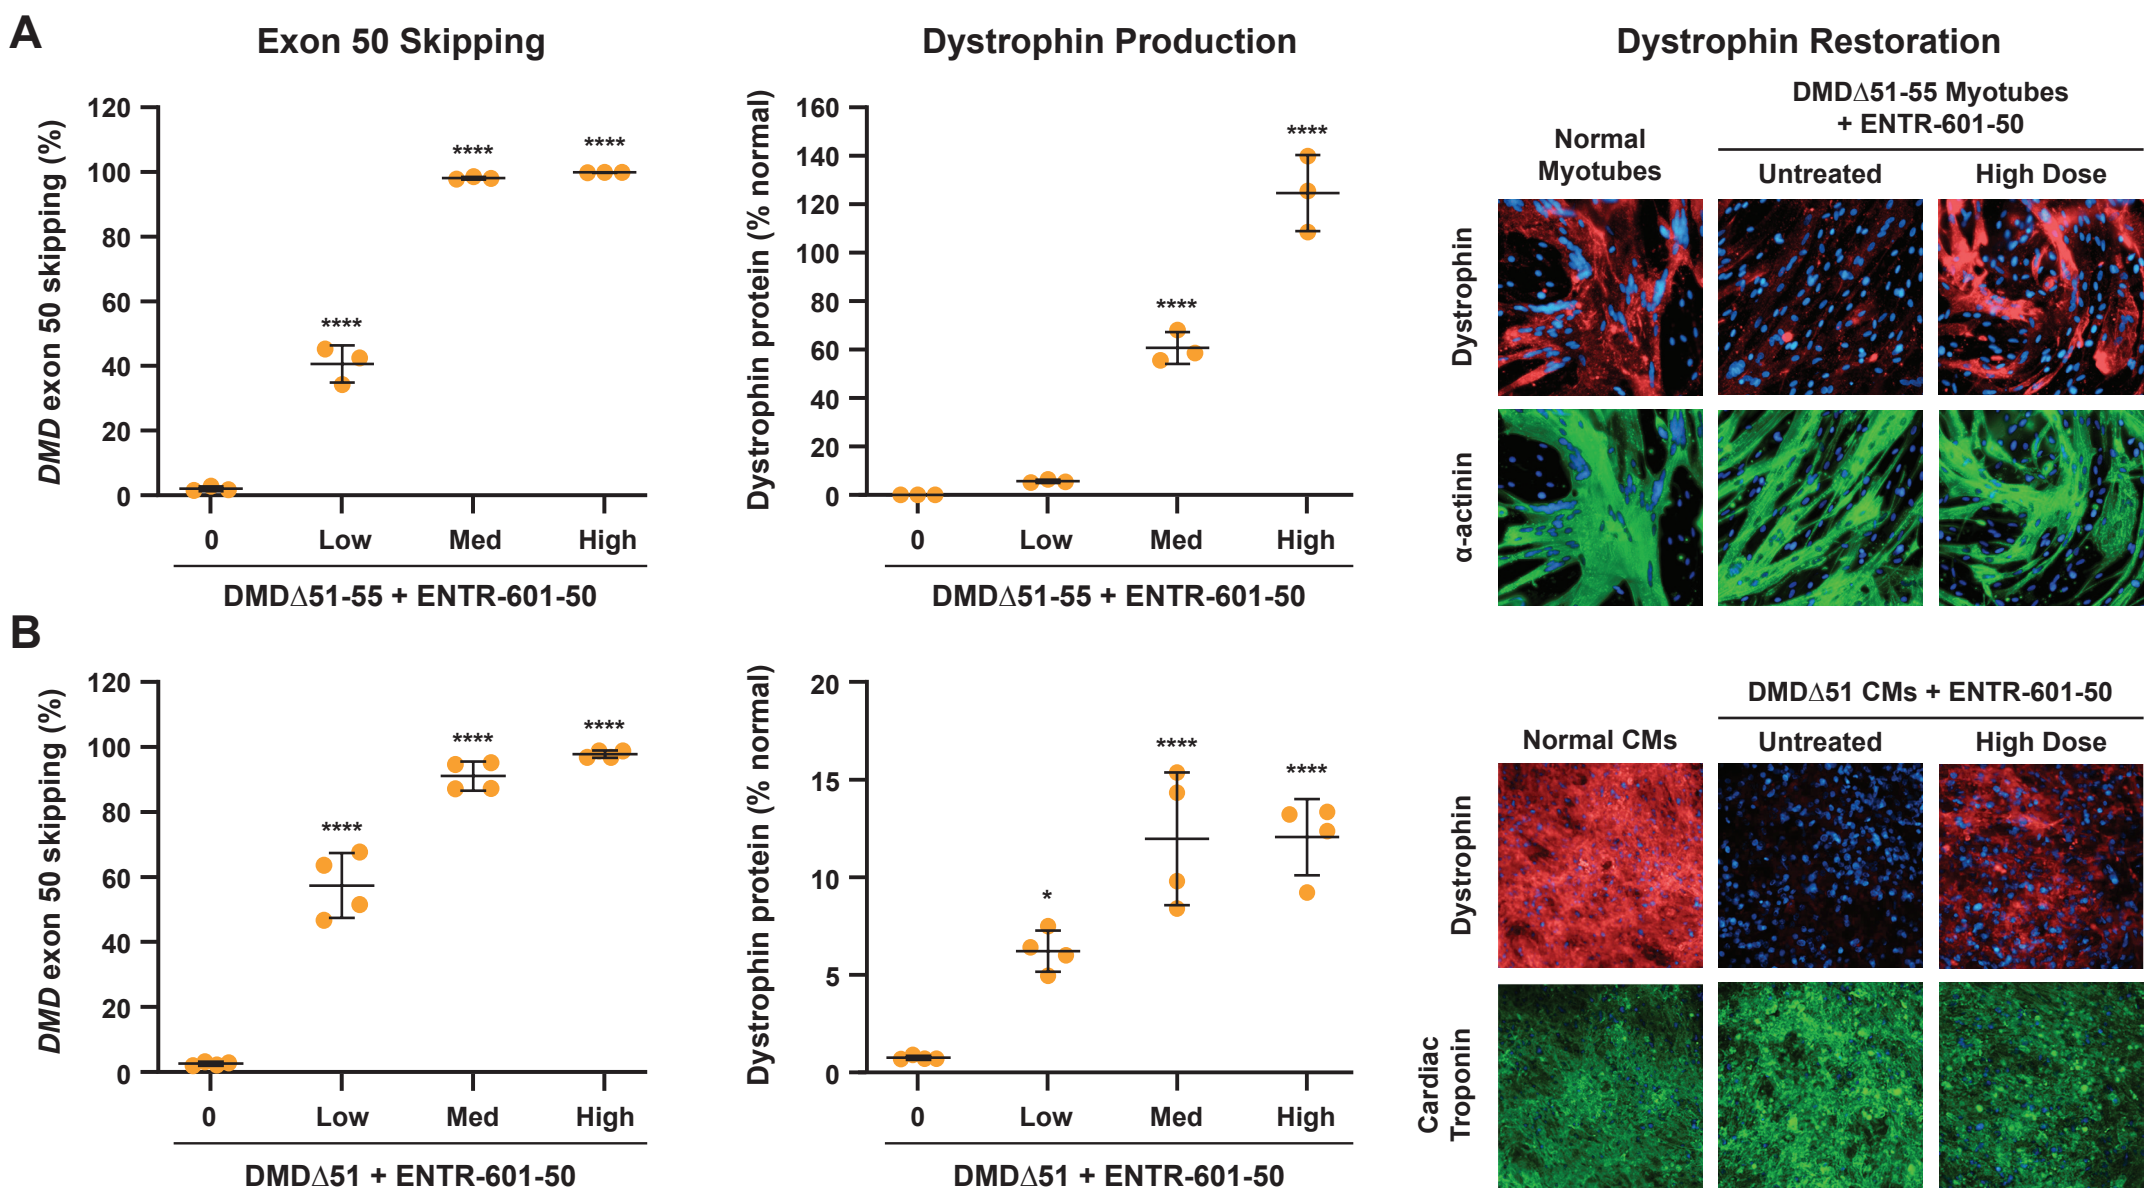 A
Exon 50 Skipping
Dystrophin Production
Dystrophin Restoration
DMD exon 50 skipping (%)
120
100
80
60
40
20
0
****
****
****
0 Low Med High
DMDΔ51-55 + ENTR-601-50
Dystrophin protein (% normal)
160
140
120
100
80
60
40
20
0
****
****
0 Low Med High
DMDΔ51-55 + ENTR-601-50
Normal
Myotubes
DMDΔ51-55 Myotubes
+ ENTR-601-50
Untreated High Dose
Dystrophin
α-actinin
B
DMD exon 50 skipping (%)
120
100
80
60
40
20
0
****
****
****
0 Low Med High
DMDΔ51 + ENTR-601-50
Dystrophin protein (% normal)
20
15
10
5
0
*
****
****
0 Low Med High
DMDΔ51 + ENTR-601-50
DMDΔ51 CMs + ENTR-601-50
Normal CMs Untreated High Dose
Dystrophin
Cardiac
Troponin